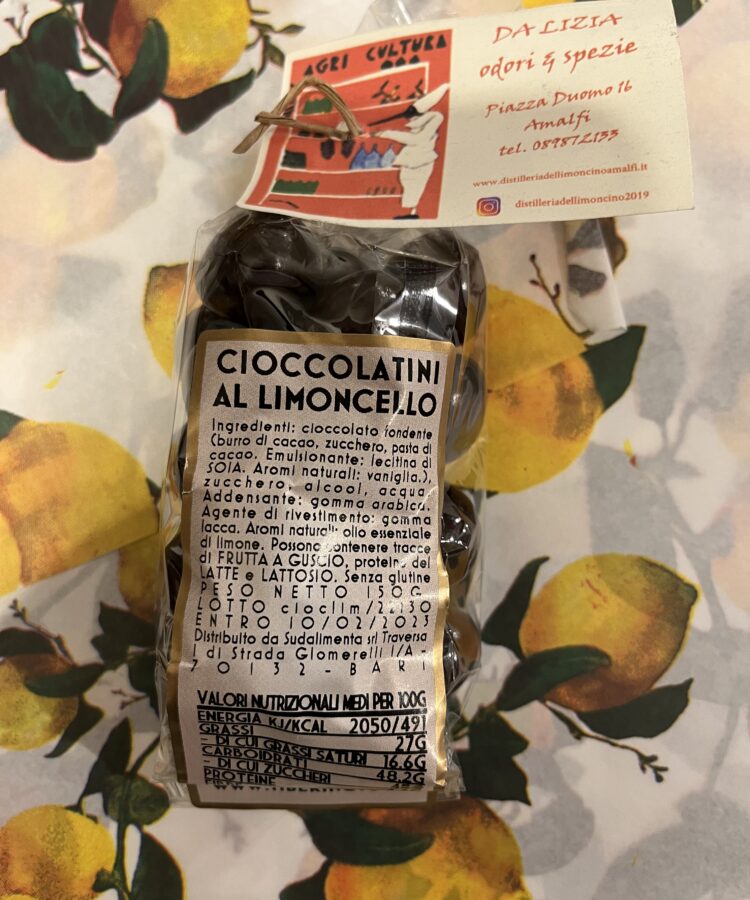 AGRI CULTURA
DA LIZIA
odori & spezie
Piazza Duomo 16
Amalfi
tel. 089872133
www.distilleriadellimoncinoamalfi.it
distilleriadellimoncino2019
CIOCCOLATINI
AL LIMONCELLO
Ingredienti: cioccolato fondente
(burro di cacao, zucchero, pasta di
cacao. Emulsionante: lecitina di
SOIA. Aromi naturali: vaniglia.),
zucchero, alcool, acqua.
Addensante: gomma arabica.
Agente di rivestimento: gomma
lacca. Aromi naturali: olio essenziale
di limone. Possono contenere tracce
di FRUTTA A GUSCIO, proteine del
LATTE e LATTOSIO. Senza glutine
PESO NETTO 150G
LOTTO cioclim/22130
ENTRO 10/02/2023
Distribuito da Sudalimenta srl Traversa
1 di Strada Glomerelli 1/A-
70132-BARI
VALORI NUTRIZIONALI MEDI PER 100G
ENERGIA KJ/KCAL 2050/491
GRASSI 27G
- DI CUI GRASSI SATURI 16.6G
CARBOIDRATI
- DI CUI ZUCCHERI 48,2G
PROTEINE